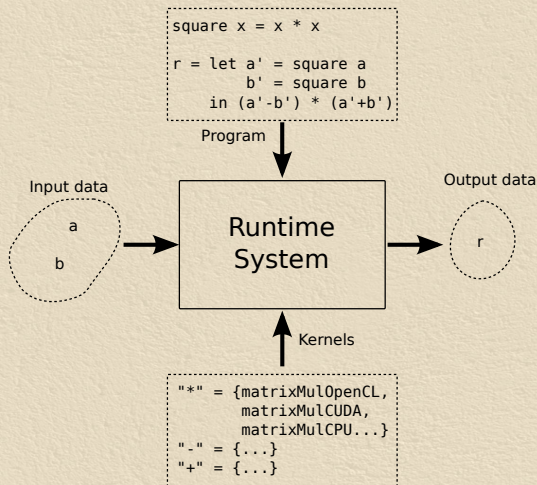 square x = x * x
r = let a' = square a
b' = square b
in (a'-b') * (a'+b')
Program
Input data
a
b
Runtime
System
Output data
r
Kernels
"*" = {matrixMulOpenCL,
matrixMulCUDA,
matrixMulCPU...}
"-" = {...}
"+" = {...}